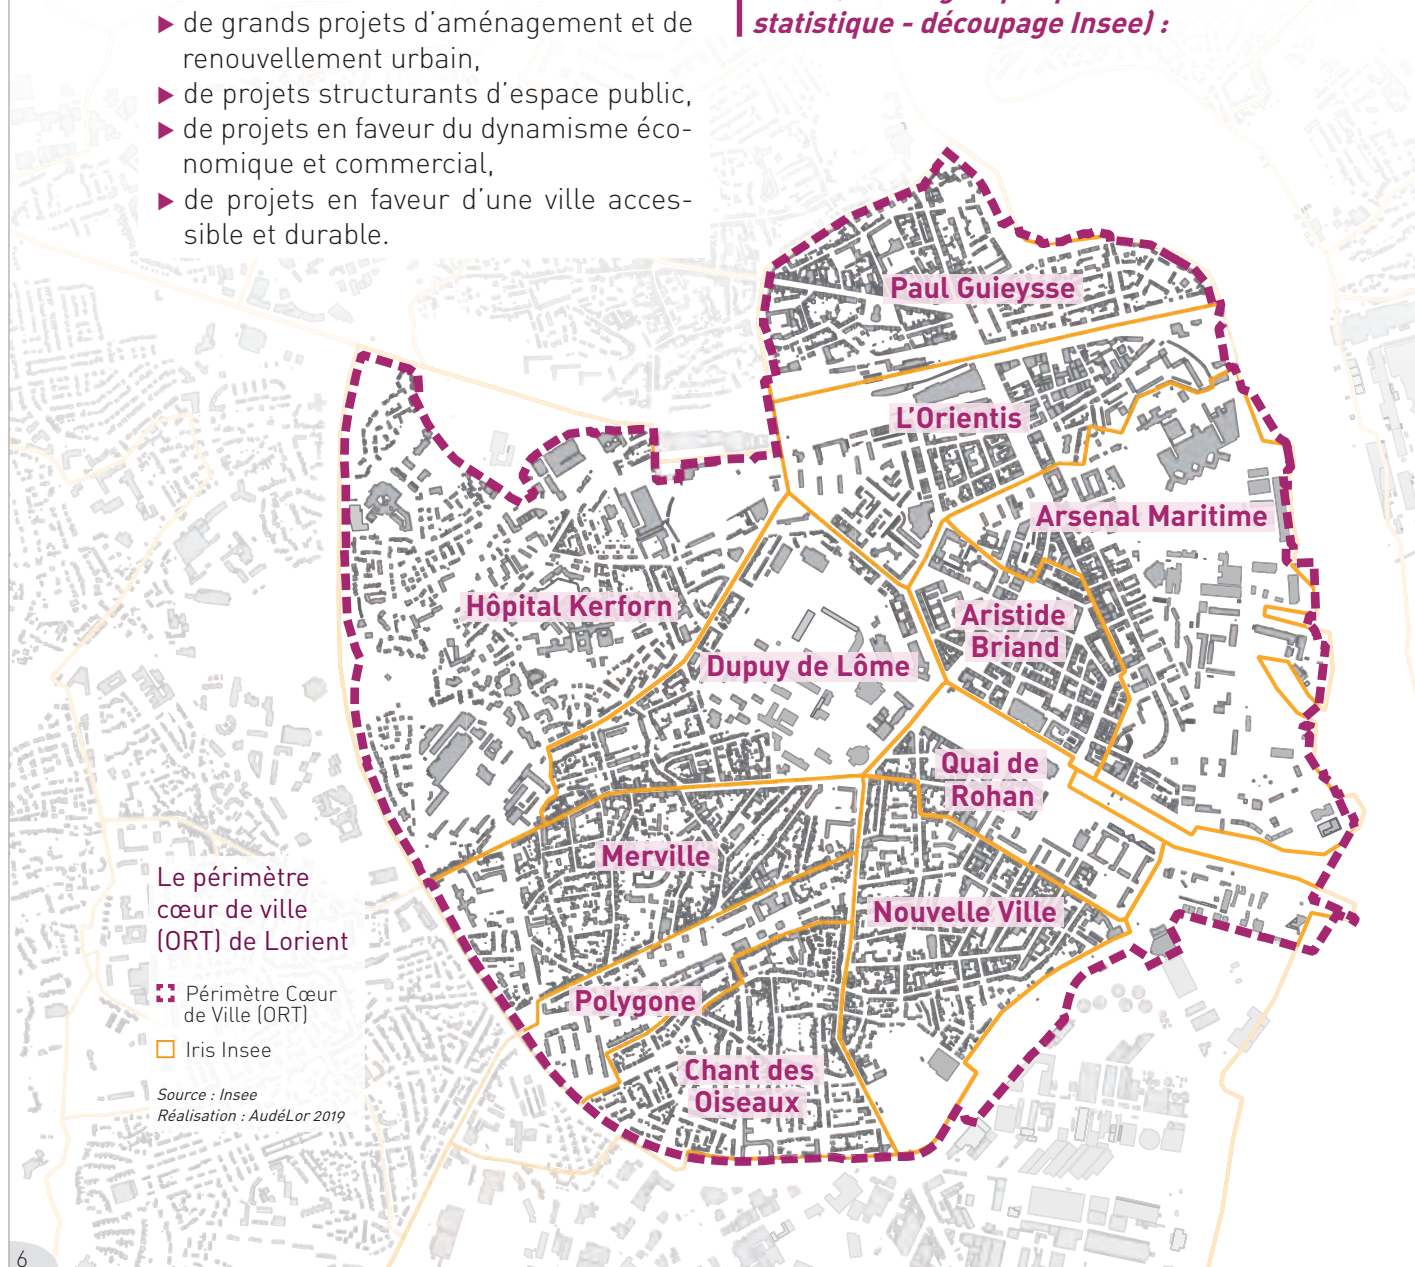 ▶ de grands projets d’aménagement et de
renouvellement urbain,
▶ de projets structurants d’espace public,
▶ de projets en faveur du dynamisme éco-
nomique et commercial,
▶ de projets en faveur d’une ville acces-
sible et durable.
statistique - découpage Insee) :
Paul Guieysse
L’Orientis
Arsenal Maritime
Hôpital Kerforn
Aristide
Briand
Dupuy de Lôme
Quai de
Rohan
Merville
Nouvelle Ville
Polygone
Chant des
Oiseaux
Le périmètre
cœur de ville
(ORT) de Lorient
Périmètre Cœur
de Ville (ORT)
Iris Insee
Source : Insee
Réalisation : AudéLor 2019
6